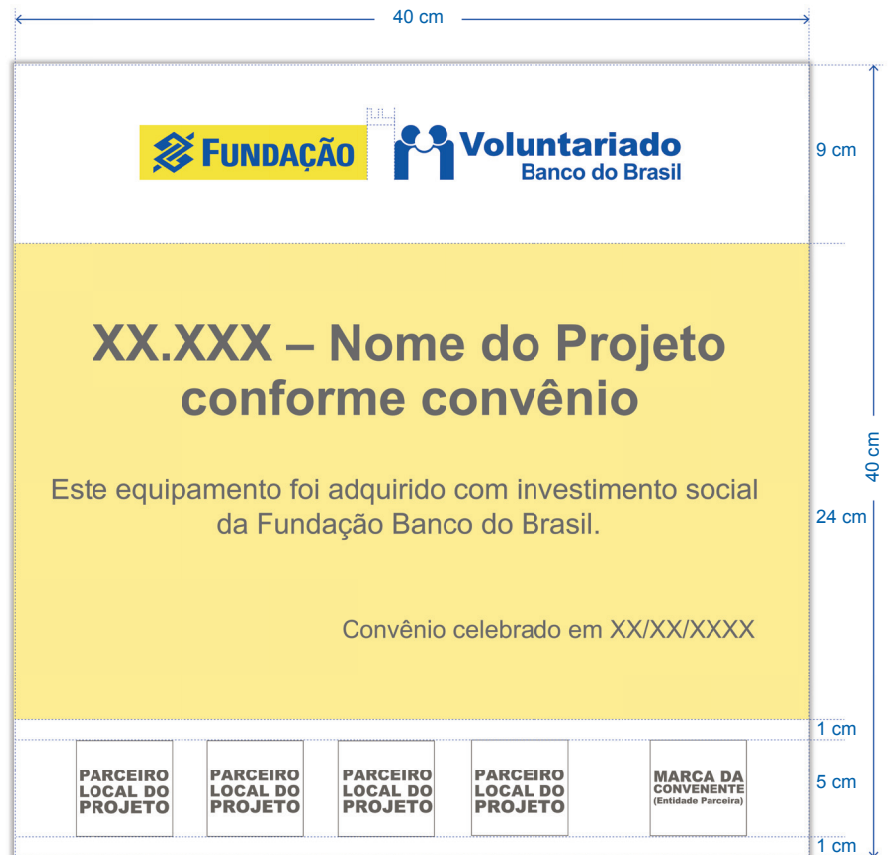 40 cm
FUNDAÇÃO
Voluntariado
Banco do Brasil
9 cm
XX.XXX – Nome do Projeto
conforme convênio
40 cm
Este equipamento foi adquirido com investimento social
da Fundação Banco do Brasil.
24 cm
Convênio celebrado em XX/XX/XXXX
1 cm
PARCEIRO
LOCAL DO
PROJETO
PARCEIRO
LOCAL DO
PROJETO
PARCEIRO
LOCAL DO
PROJETO
PARCEIRO
LOCAL DO
PROJETO
MARCA DA
CONVENENTE
(Entidade Parceira)
5 cm
1 cm